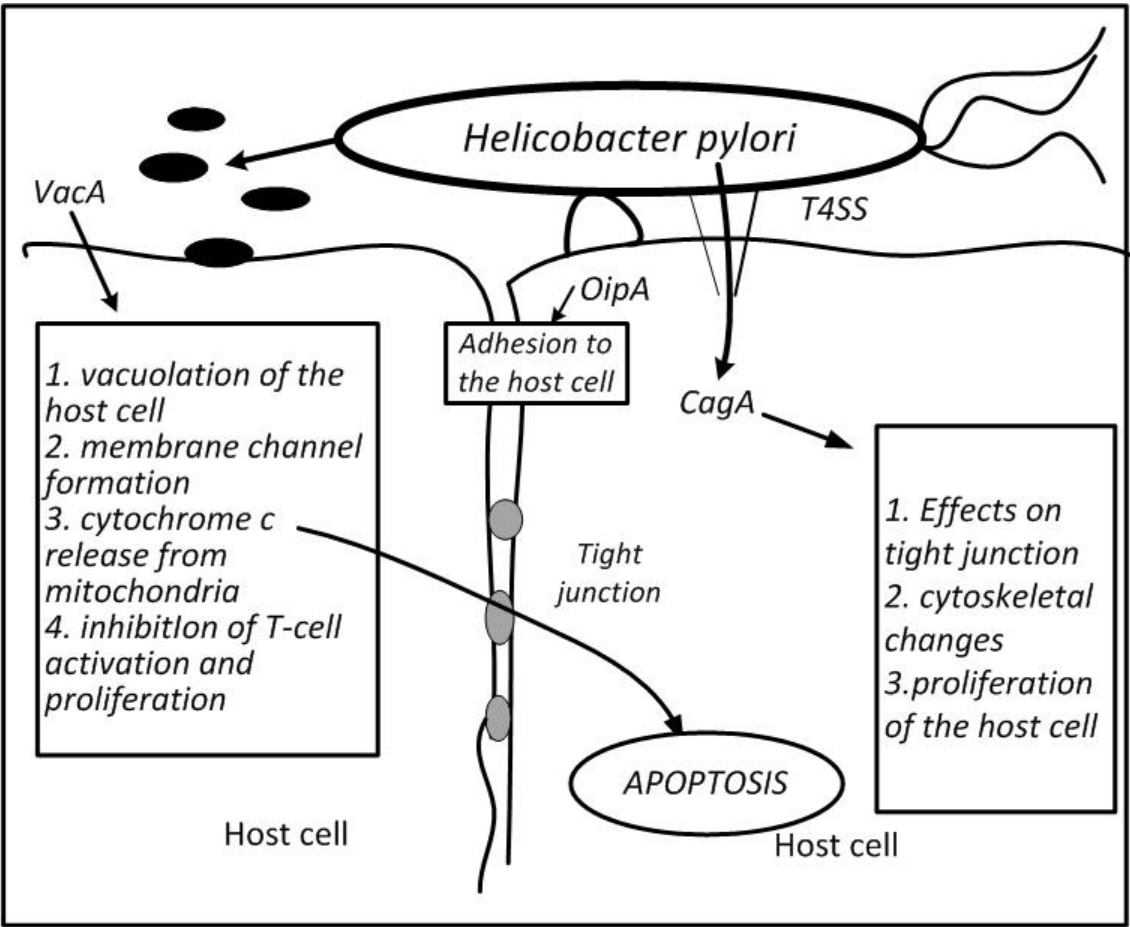 Helicobacter pylori
VacA
T4SS
OipA
Adhesion to
the host cell
CagA
1. vacuolation of the
host cell
2. membrane channel
formation
3. cytochrome c
release from
mitochondria
4. inhibitIon of T-cell
activation and
proliferation
Tight
junction
1. Effects on
tight junction
2. cytoskeletal
changes
3.proliferation
of the host cell
APOPTOSIS
Host cell
Host cell